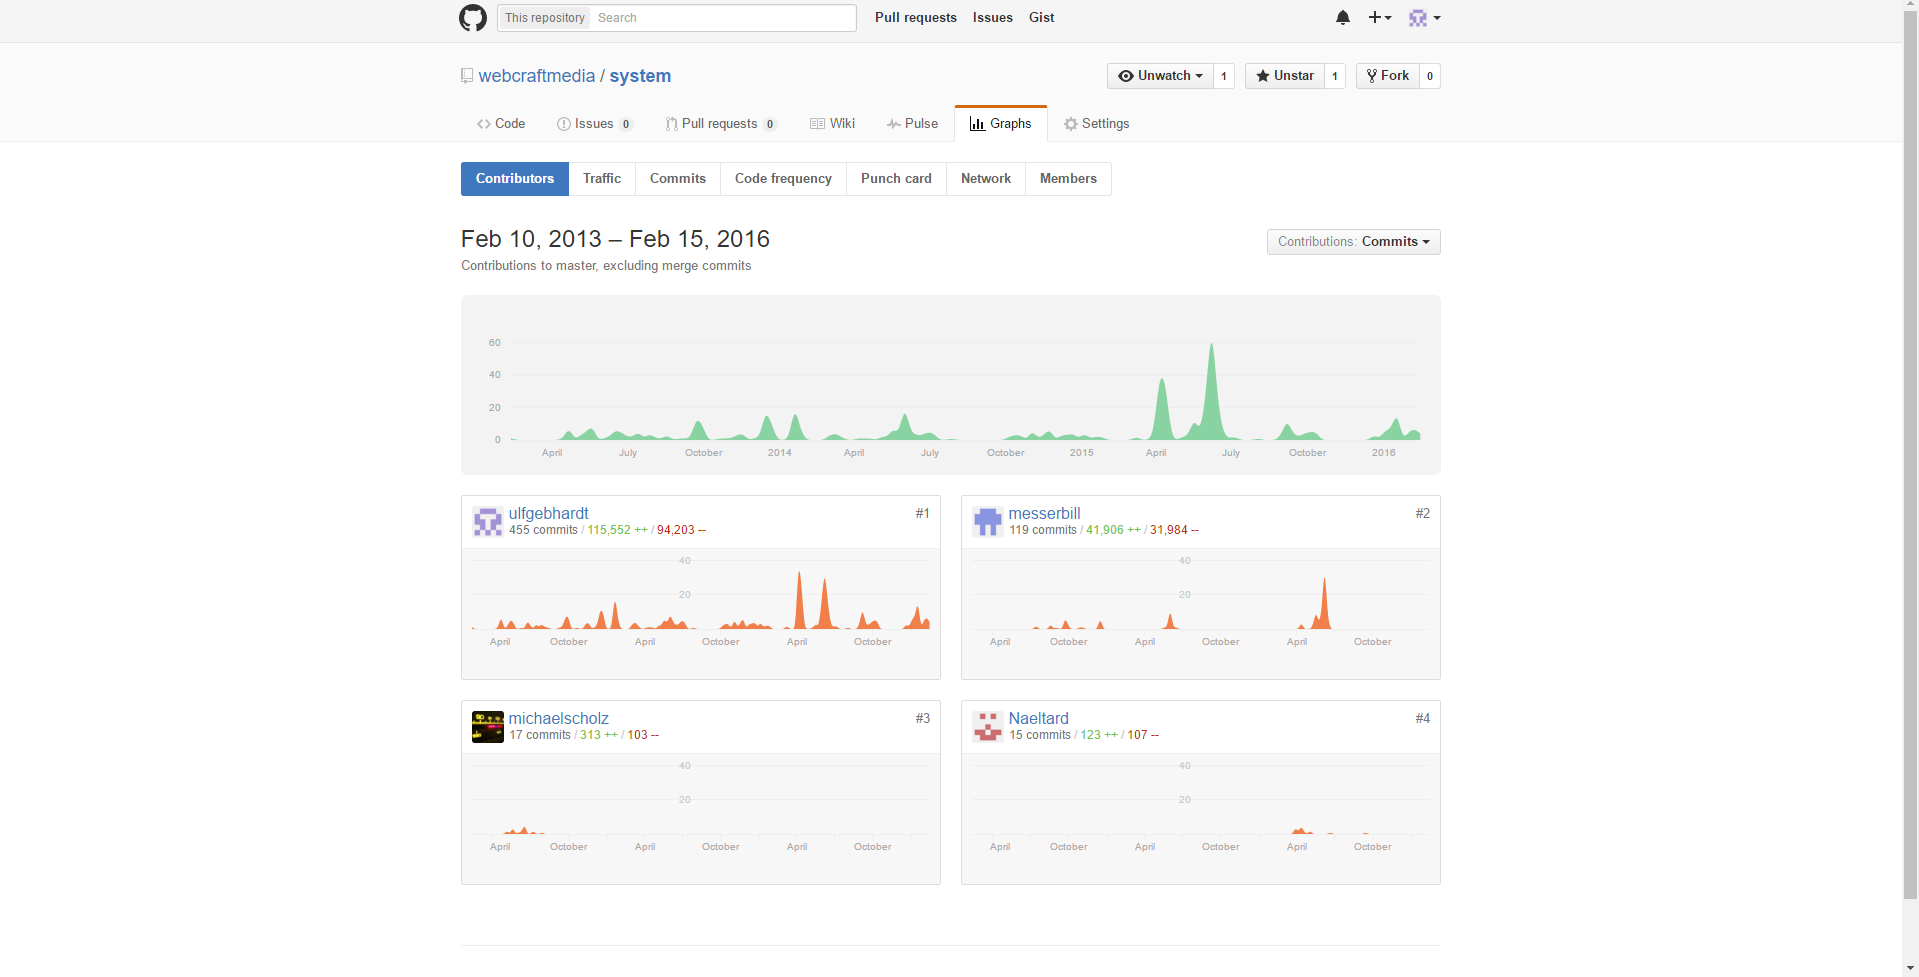 This repository Search Pull requests Issues Gist
webcraftmedia / system Unwatch 1 Unstar 1 Fork 0
Code Issues 0 Pull requests 0 Wiki Pulse Graphs Settings
Contributors Traffic Commits Code frequency Punch card Network Members
Feb 10, 2013 – Feb 15, 2016
Contributions: Commits
Contributions to master, excluding merge commits
60
40
20
0
April July October 2014 April July October 2015 April July October 2016
ulfgebhardt #1
455 commits / 115,552 ++ / 94,203 --
40
20
April October April October April October
messerbill #2
119 commits / 41,906 ++ / 31,984 --
40
20
April October April October April October
michaelscholz #3
17 commits / 313 ++ / 103 --
40
20
April October April October April October
Naeltard #4
15 commits / 123 ++ / 107 --
40
20
April October April October April October